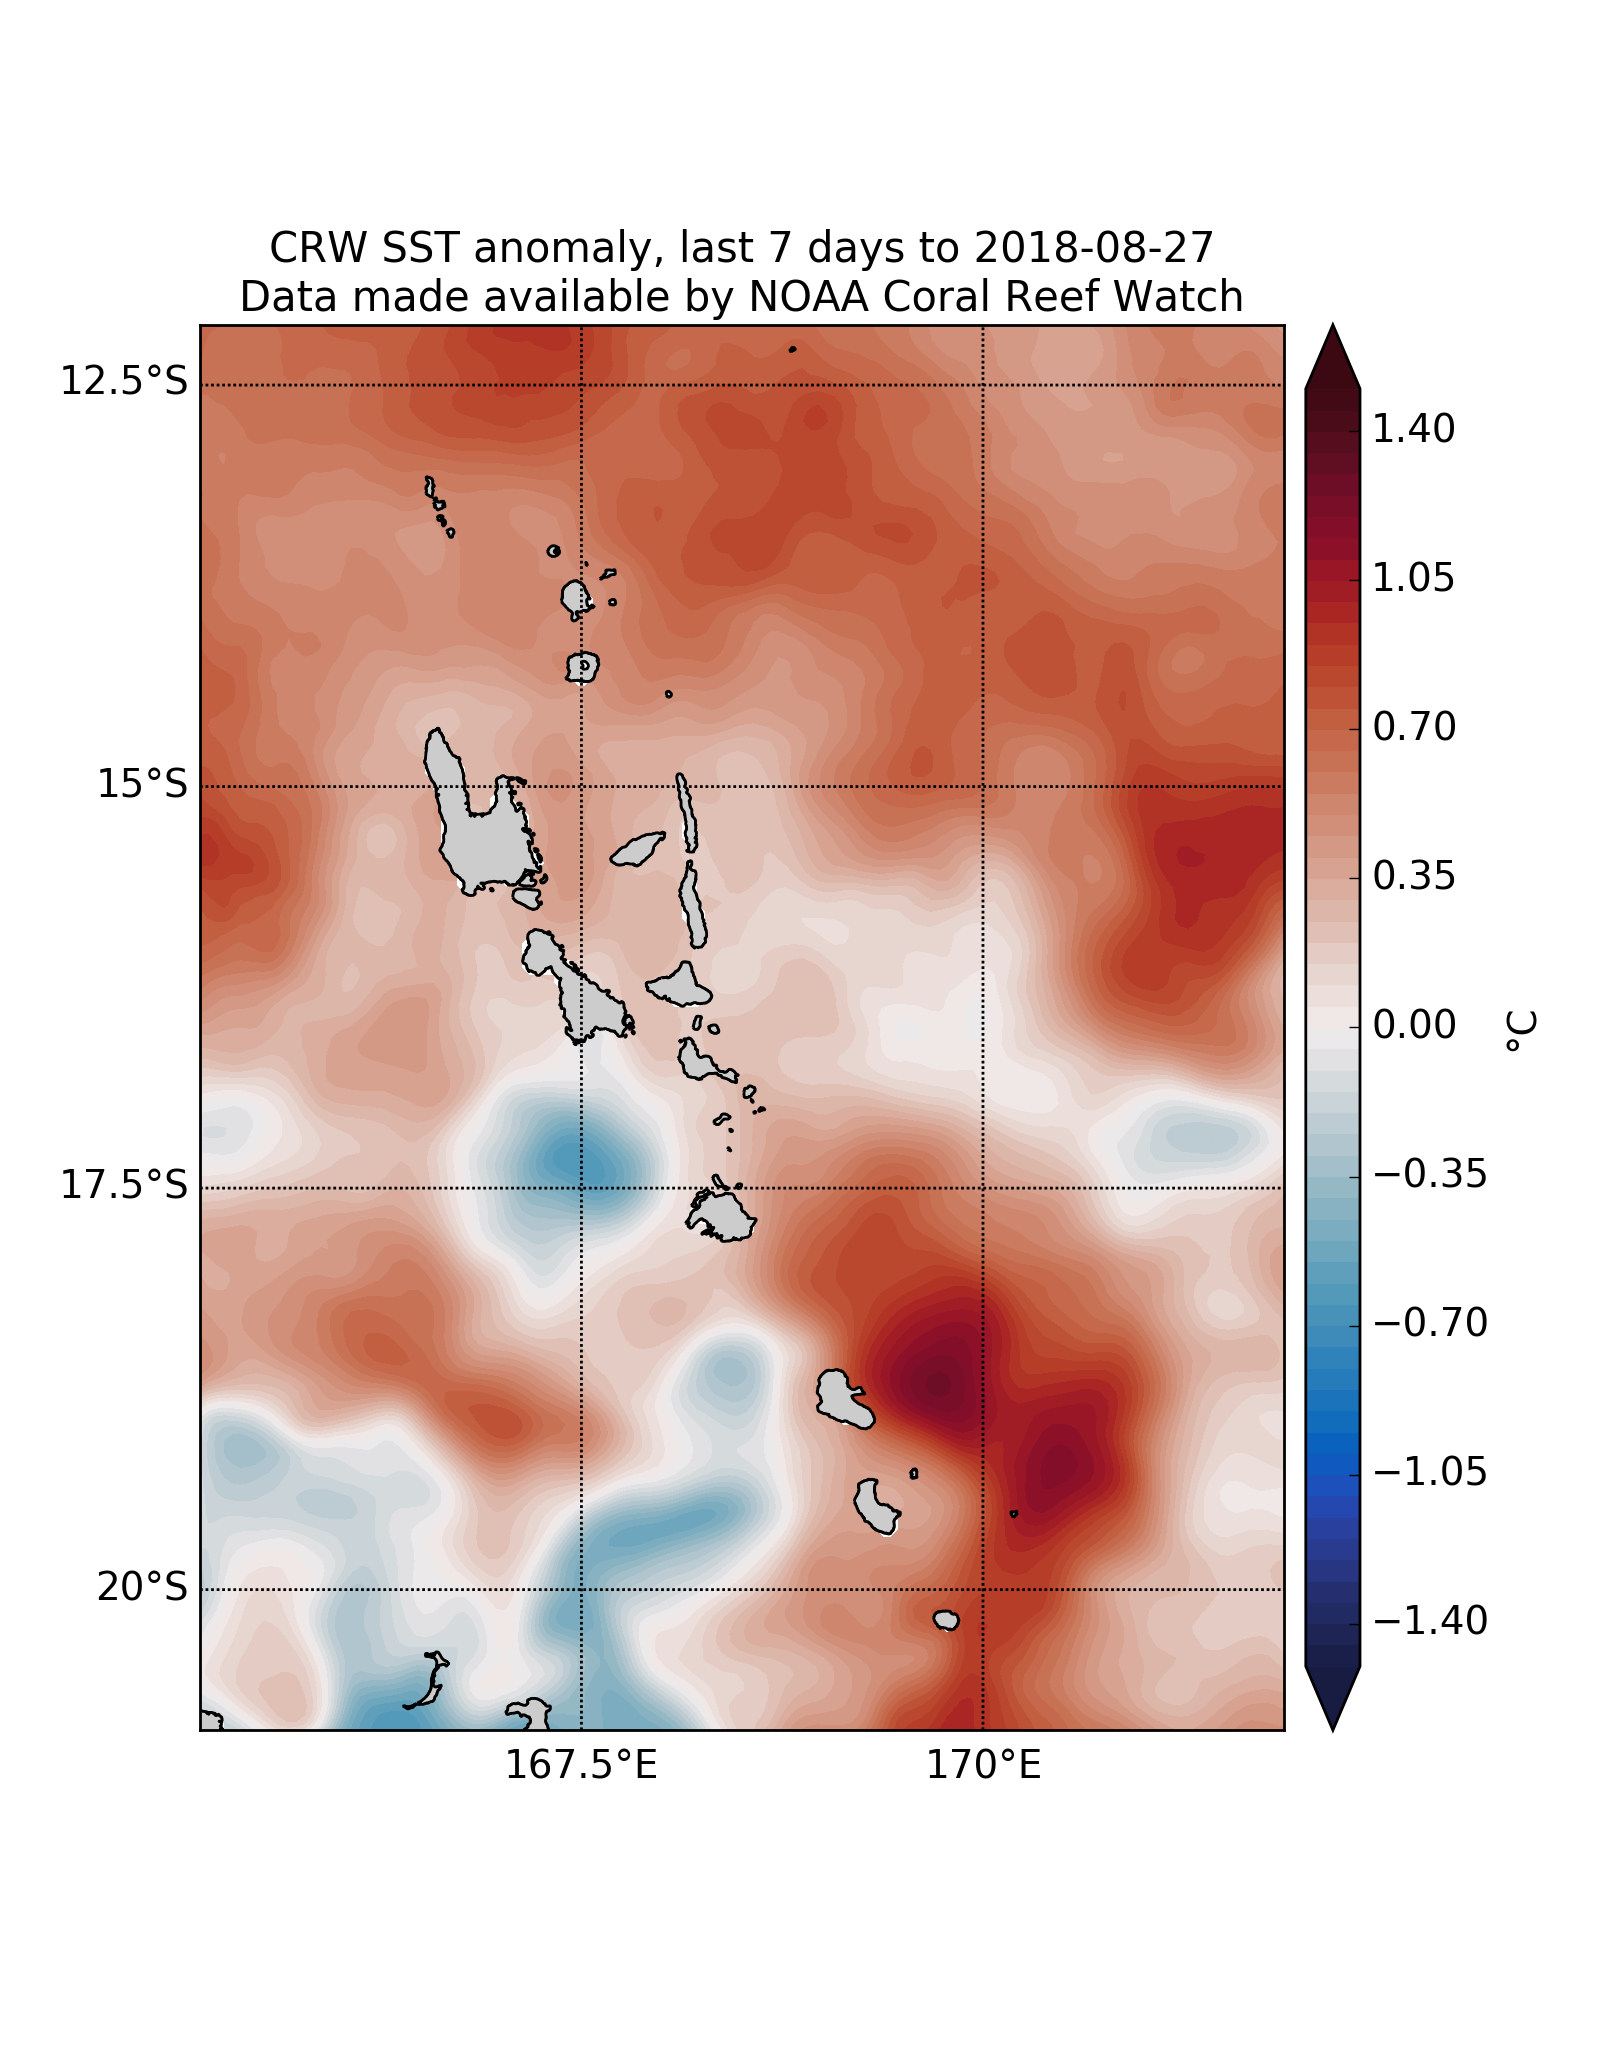 CRW SST anomaly, last 7 days to 2018-08-27
Data made available by NOAA Coral Reef Watch
12.5°S
15°S
17.5°S
20°S
167.5°E
170°E
1.40
1.05
0.70
0.35
0.00
−0.35
−0.70
−1.05
−1.40
°C